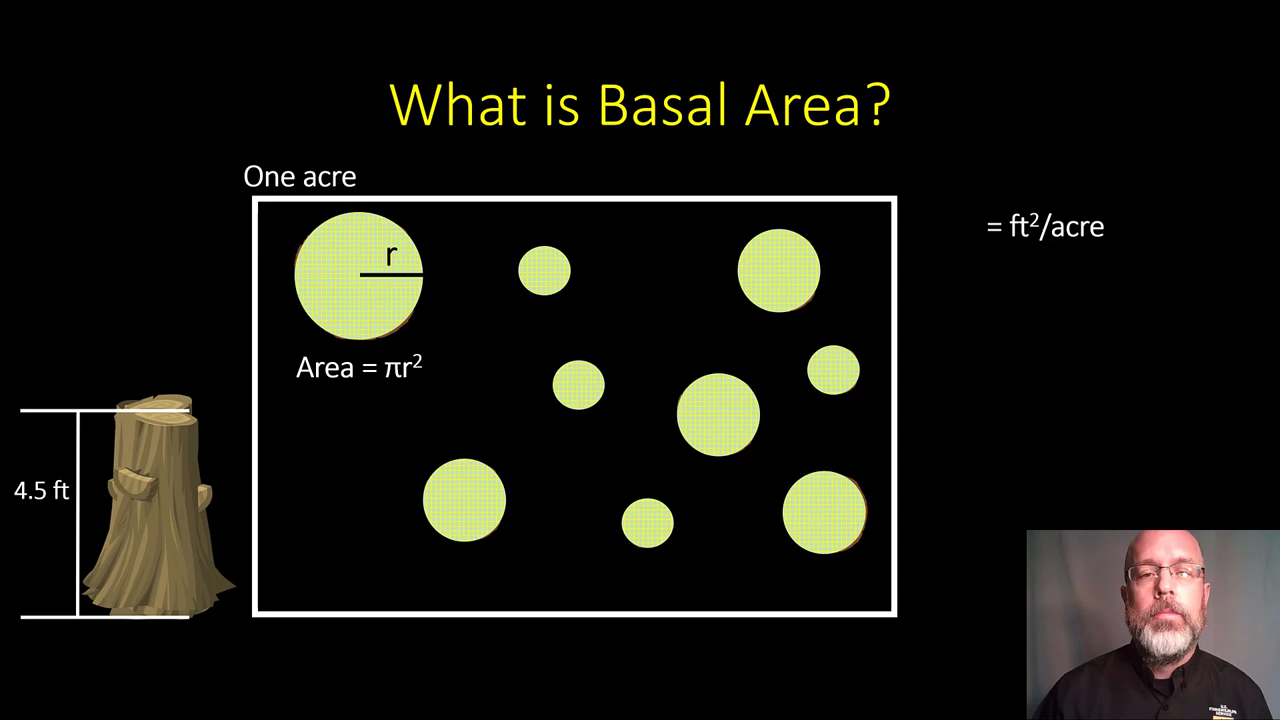 What is Basal Area?
One acre
= ft²/acre
r
Area = πr²
4.5 ft